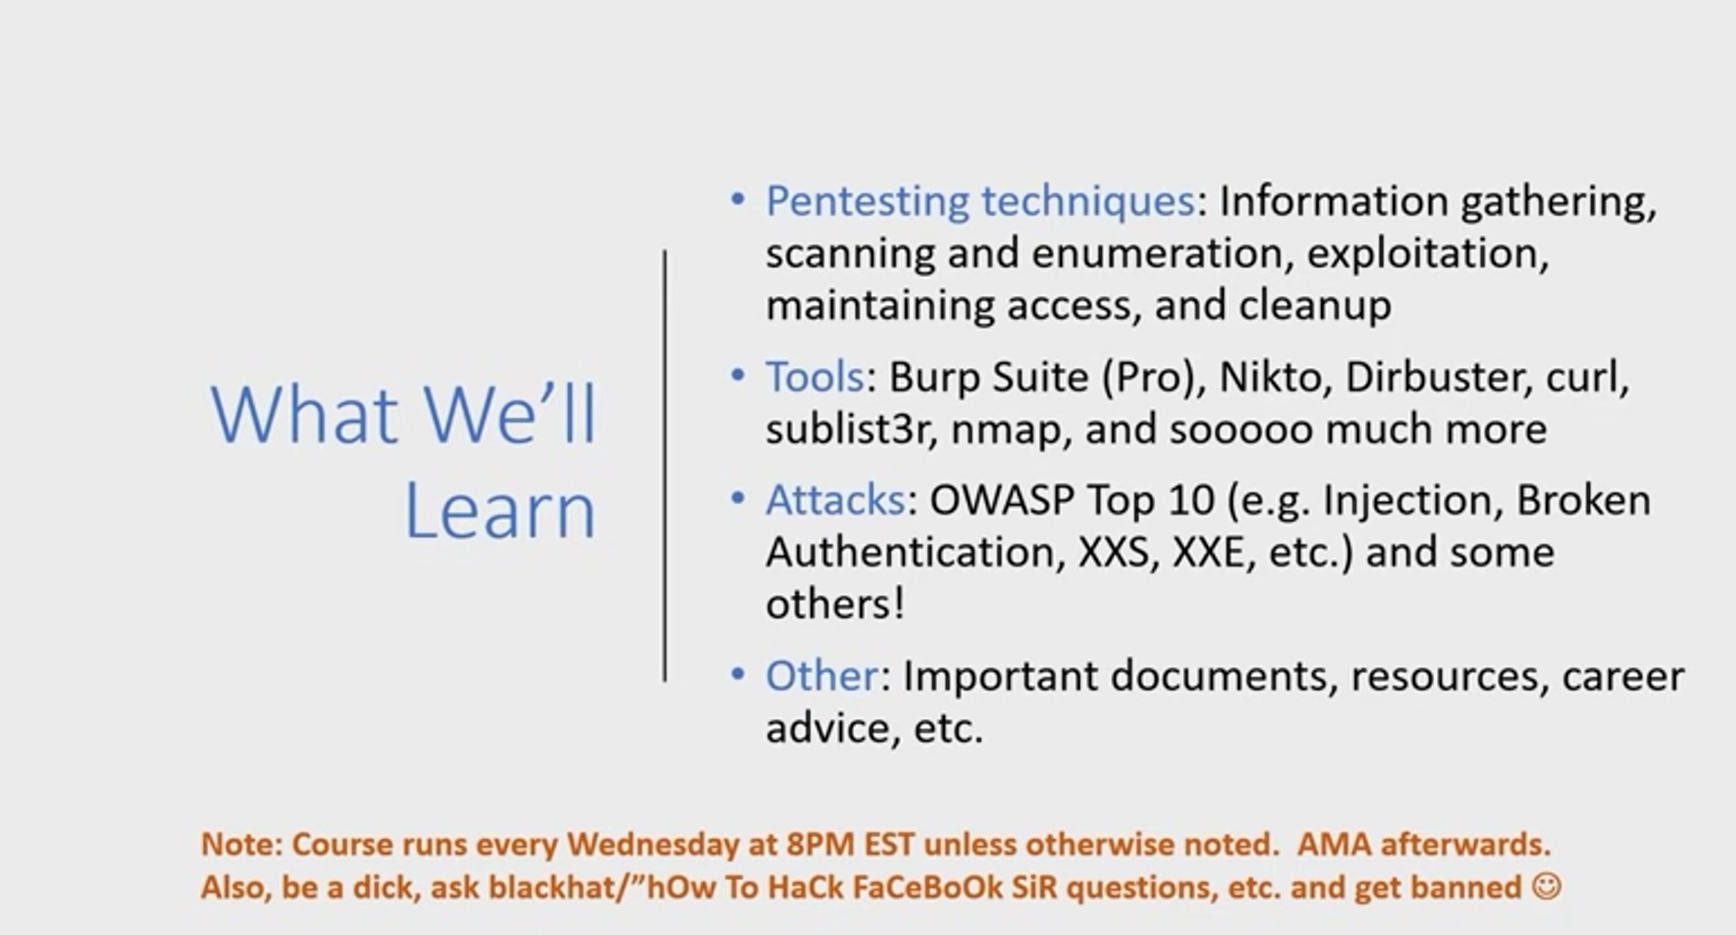 What We’ll
Learn
• Pentesting techniques: Information gathering,
scanning and enumeration, exploitation,
maintaining access, and cleanup
• Tools: Burp Suite (Pro), Nikto, Dirbuster, curl,
sublist3r, nmap, and sooooo much more
• Attacks: OWASP Top 10 (e.g. Injection, Broken
Authentication, XXS, XXE, etc.) and some
others!
• Other: Important documents, resources, career
advice, etc.
Note: Course runs every Wednesday at 8PM EST unless otherwise noted.  AMA afterwards.
Also, be a dick, ask blackhat/”hOw To HaCk FaCeBoOk SiR questions, etc. and get banned ☺